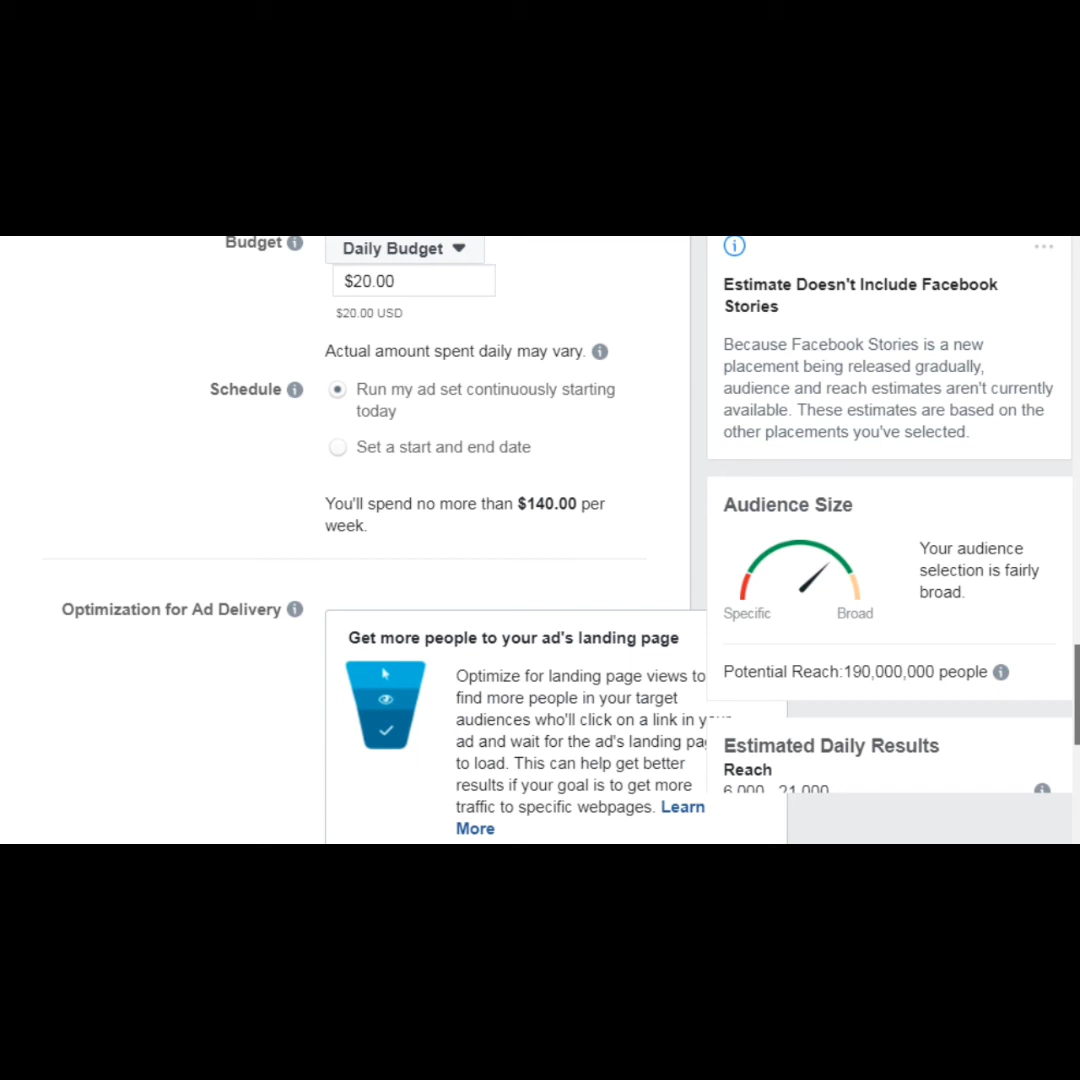 Budget
Daily Budget
$20.00
$20.00 USD
Actual amount spent daily may vary.
Schedule
Run my ad set continuously starting
today
Set a start and end date
You'll spend no more than $140.00 per
week.
Optimization for Ad Delivery
Get more people to your ad's landing page
Optimize for landing page views to
find more people in your target
audiences who'll click on a link in
ad and wait for the ad's landing
to load. This can help get better
results if your goal is to get more
traffic to specific webpages. Learn
More
Estimate Doesn't Include Facebook
Stories
Because Facebook Stories is a new
placement being released gradually,
audience and reach estimates aren't currently
available. These estimates are based on the
other placements you've selected.
Audience Size
Your audience
selection is fairly
broad.
Specific
Broad
Potential Reach:190,000,000 people
Estimated Daily Results
Reach
6,000 21,000